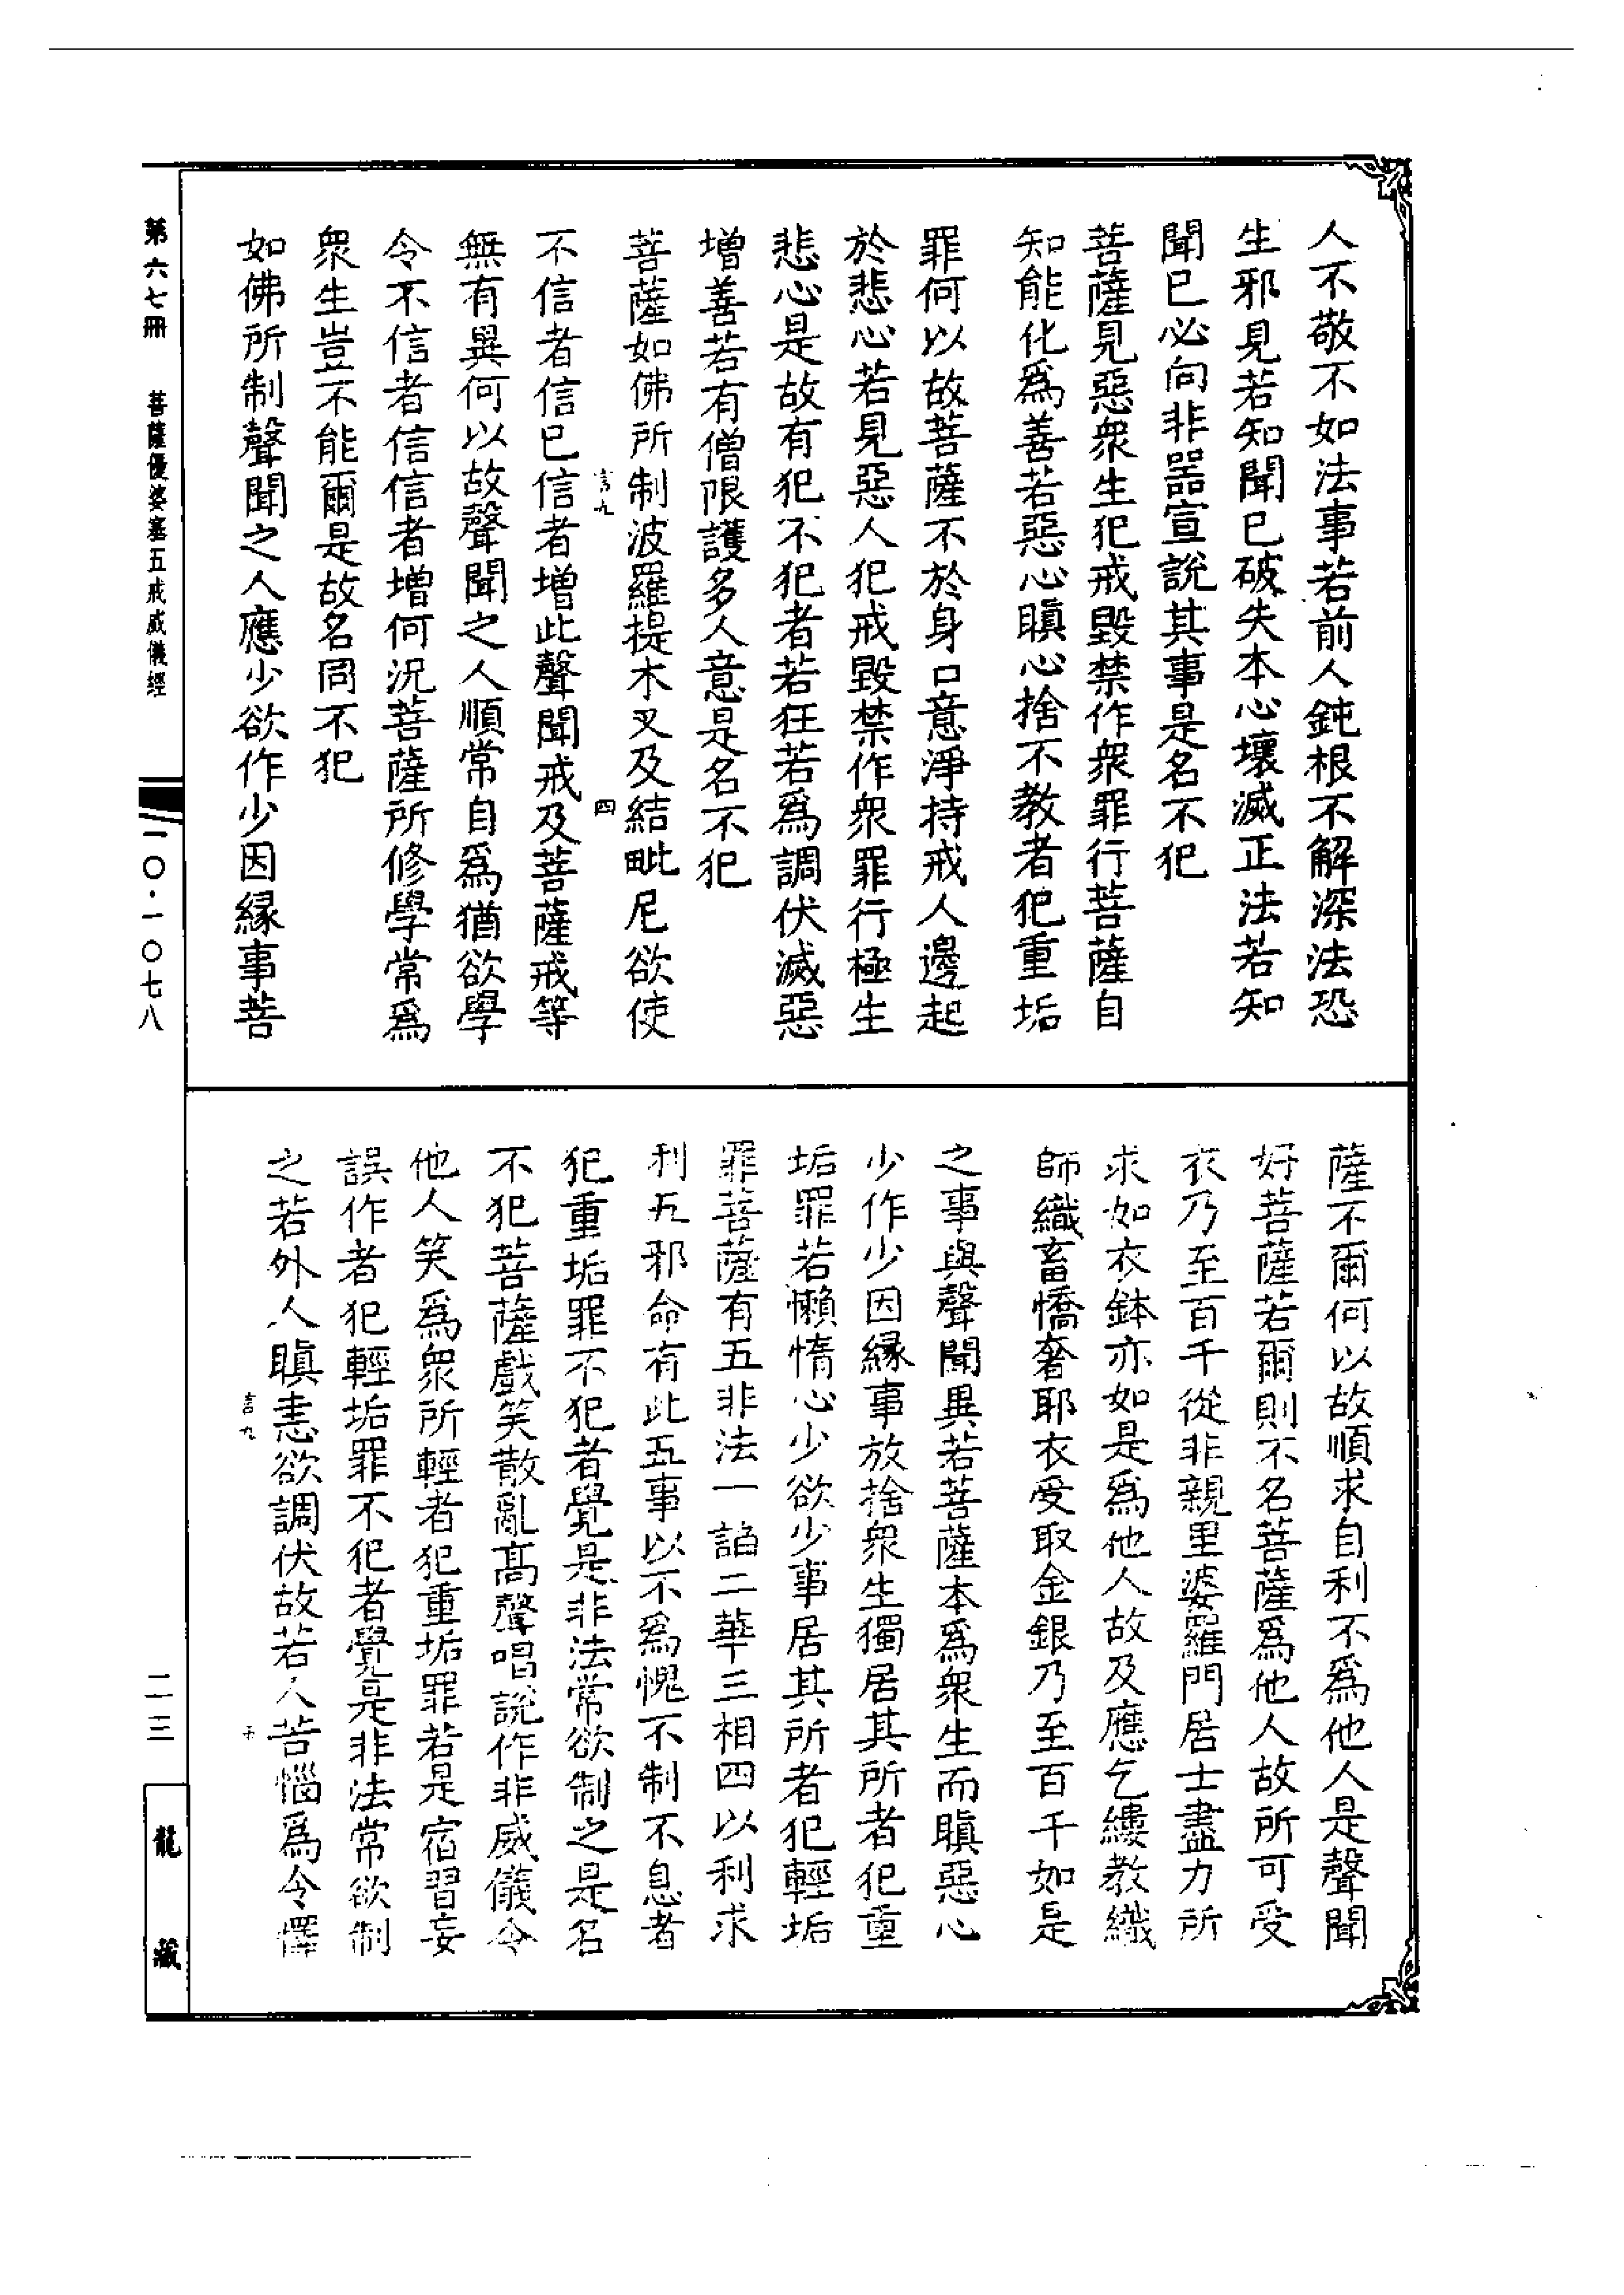 人不敬不如法事若前人鈍根不解深法恐
生邪見若知聞已破失本心壞滅正法若知
聞已必向非器宣說其事是名不犯
菩薩見惡衆生犯戒毀禁作衆罪行菩薩自
知能化爲善若惡心瞋心捨不教者犯重垢
罪何以故菩薩不於身口意淨持戒人邊起
於悲心若見惡人犯戒毀禁作衆罪行極生
悲心是故有犯不犯者若狂若爲調伏滅惡
增善若有僧限護多人意是名不犯
菩薩如佛所制波羅提木叉及結毗尼欲使
言九
四
不信者信已信者增此聲聞戒及菩薩戒等
無有異何以故聲聞之人順常自爲猶欲學
令不信者信信者增何況菩薩所修學常爲
衆生豈不能爾是故名同不犯
如佛所制聲聞之人應少欲作少因緣事菩
薩不爾何以故順求自利不爲他人是聲聞
好菩薩若爾則不名菩薩爲他人故所可受
衣乃至百千從非親里婆羅門居士盡力所
求如衣鉢亦如是爲他人故及應乞縷教織
師織畜憍奢耶衣受取金銀乃至百千如是
之事與聲聞異若菩薩本爲衆生而瞋惡心
少作少因緣事放捨衆生獨居其所者犯重
垢罪若懶惰心少欲少事居其所者犯輕垢
罪菩薩有五非法一諂二華三相四以利求
利五邪命有此五事以不爲愧不制不息者
犯重垢罪不犯者覺是非法常欲制之是名
不犯菩薩戲笑散亂高聲唱說作非威儀令
他人笑爲衆所輕者犯重垢罪若是宿習妄
誤作者犯輕垢罪不犯者覺是非法常欲制
之若外人瞋恚欲調伏故若人苦惱爲令懌
言九
第六七冊
菩薩優婆塞五戒威儀經
一〇·一〇七八
二一三
龍藏